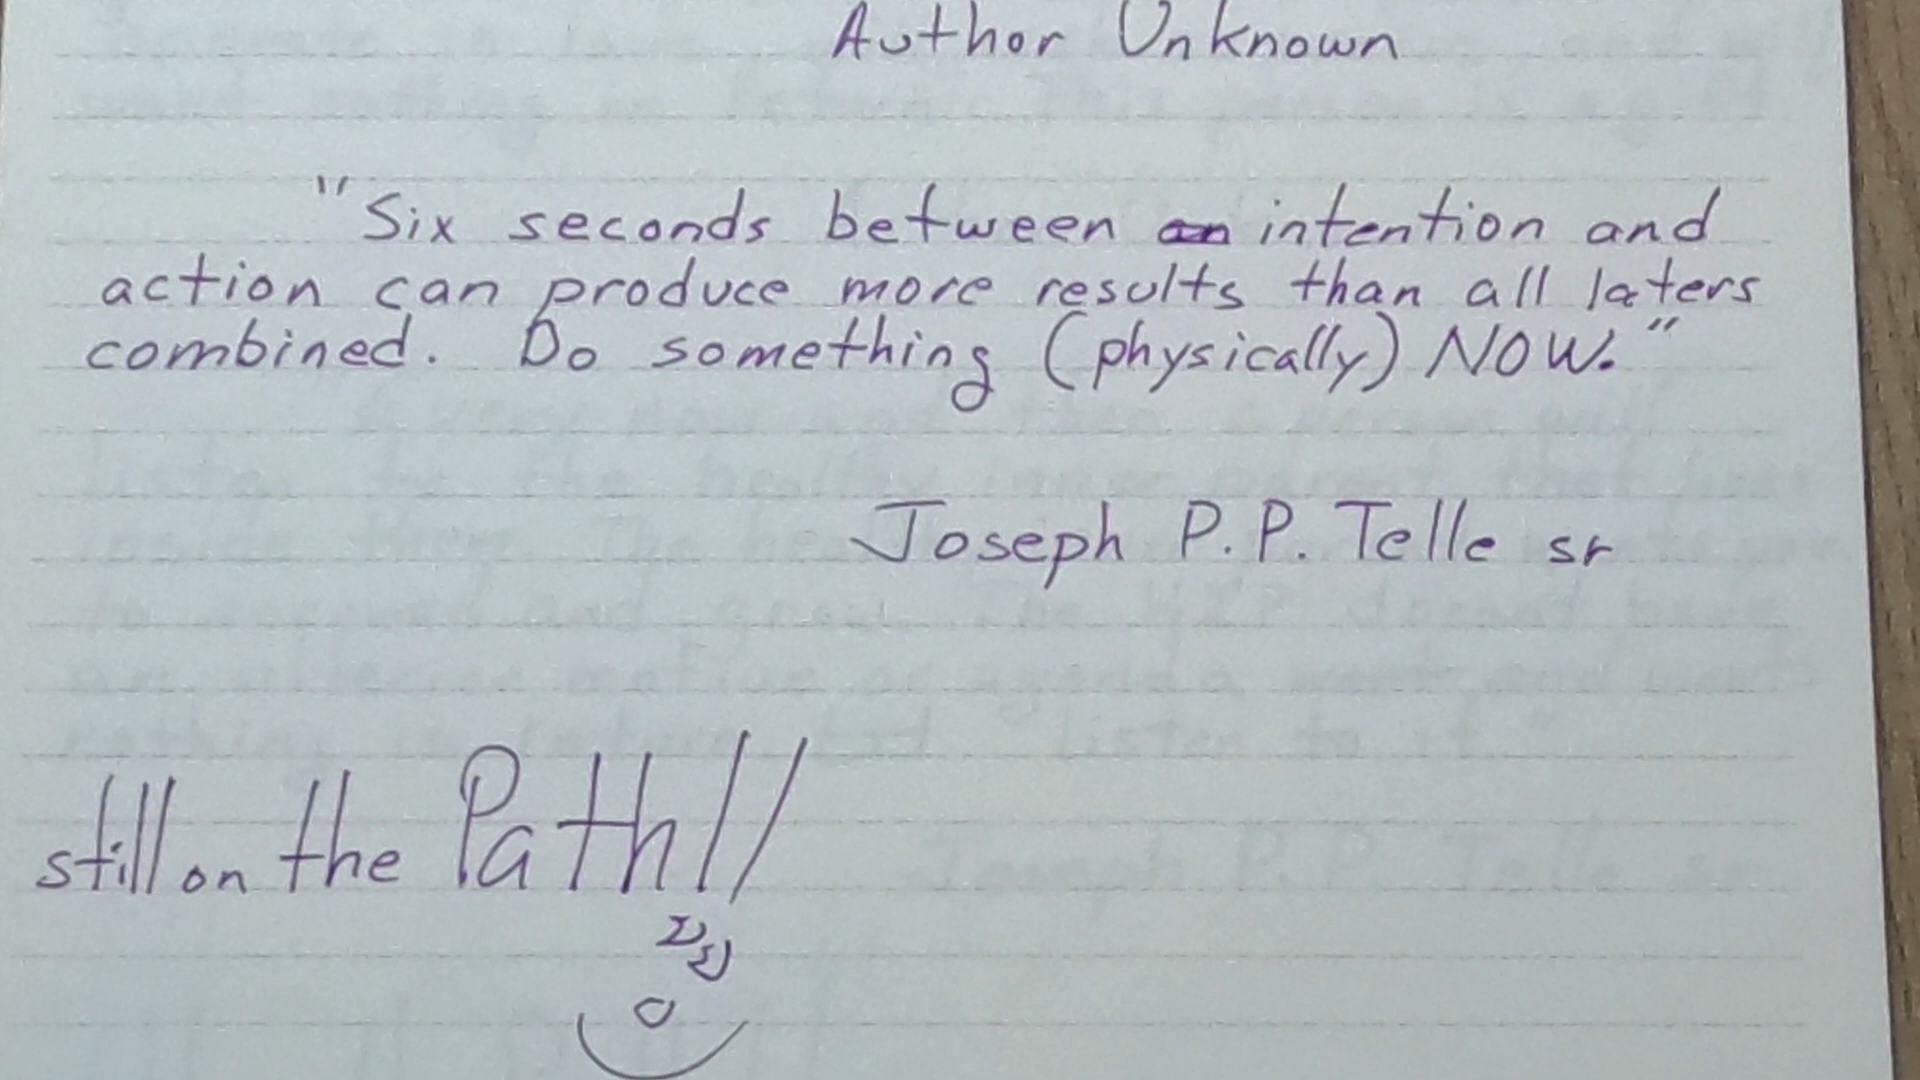 Author Unknown
"Six seconds between intention and
action can produce more results than all laters
combined. Do something (physically) NOW."
Joseph P.P. Telle sr
still on the Path!!